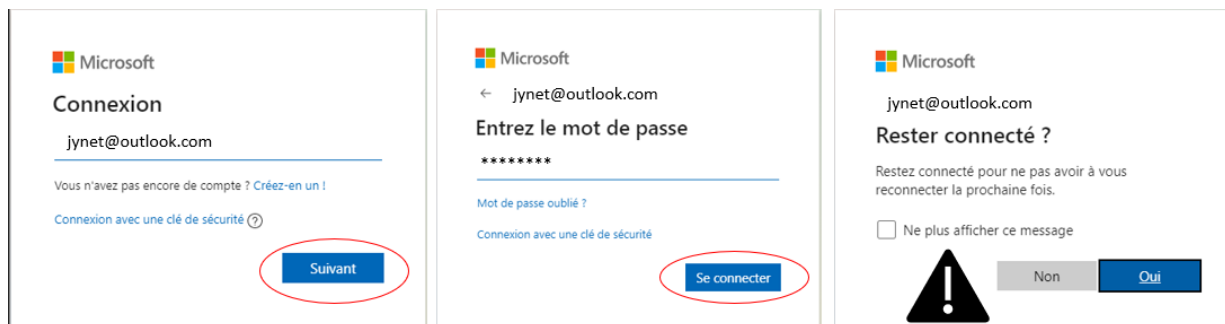 Microsoft
Connexion
jynet@outlook.com
Vous n'avez pas encore de compte ? Créez-en un !
Connexion avec une clé de sécurité ?
Suivant
Microsoft
← jynet@outlook.com
Entrez le mot de passe
********
Mot de passe oublié ?
Connexion avec une clé de sécurité
Se connecter
Microsoft
jynet@outlook.com
Rester connecté ?
Restez connecté pour ne pas avoir à vous
reconnecter la prochaine fois.
Ne plus afficher ce message
!
Non
Oui